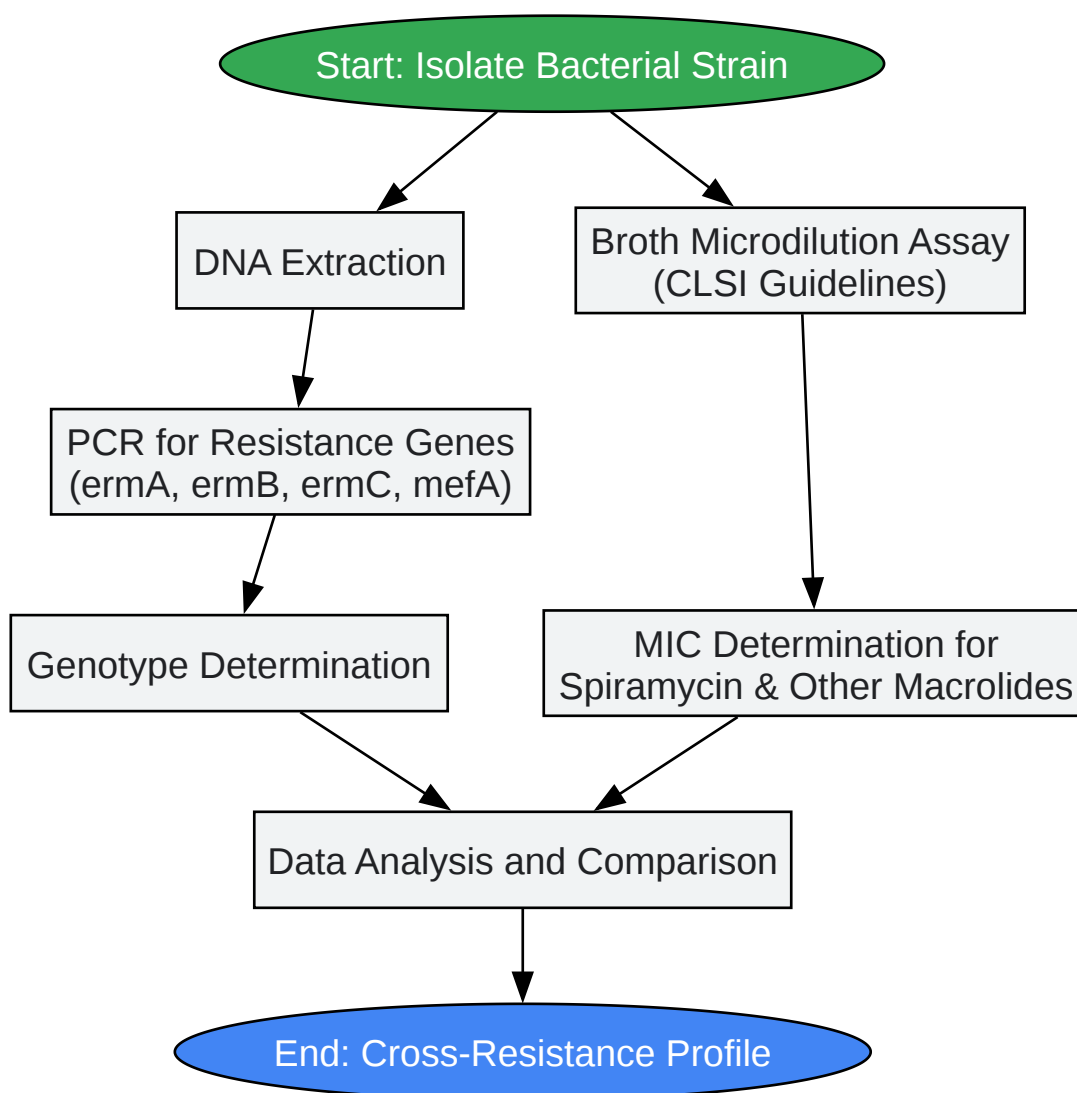 Start: Isolate Bacterial Strain
DNA Extraction
Broth Microdilution Assay
(CLSI Guidelines)
PCR for Resistance Genes
(ermA, ermB, ermC, mefA)
Genotype Determination
MIC Determination for
Spiramycin & Other Macrolides
Data Analysis and Comparison
End: Cross-Resistance Profile